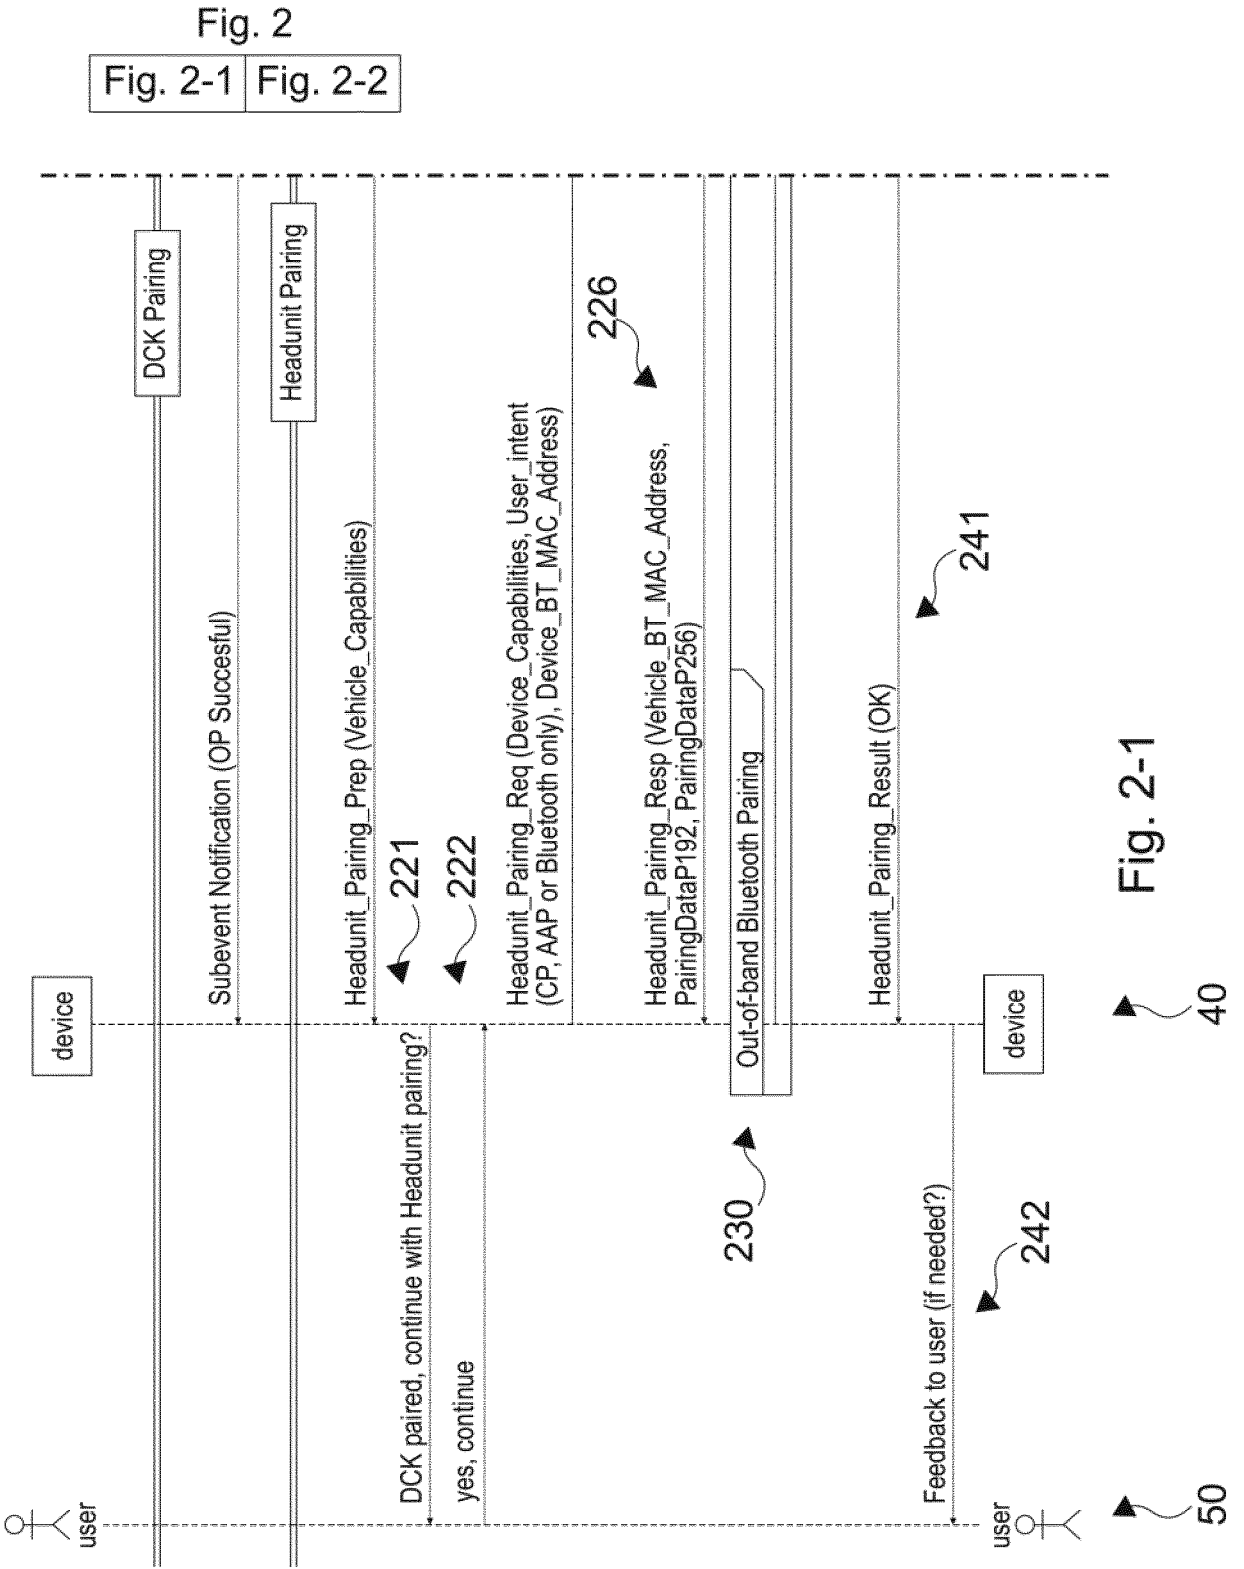 Fig. 2
Fig. 2-1
Fig. 2-2
user
device
DCK Pairing
Subevent Notification (OP Succesful)
Headunit Pairing
Headunit_Pairing_Prep (Vehicle_Capabilities)
221
DCK paired, continue with Headunit pairing?
222
yes, continue
Headunit_Pairing_Req (Device_Capabilities, User_intent
(CP, AAP or Bluetooth only), Device_BT_MAC_Address)
226
Headunit_Pairing_Resp (Vehicle_BT_MAC_Address,
PairingDataP192, PairingDataP256)
230
Out-of-band Bluetooth Pairing
Headunit_Pairing_Result (OK)
241
Feedback to user (if needed?)
242
user
device
50
40
Fig. 2-1